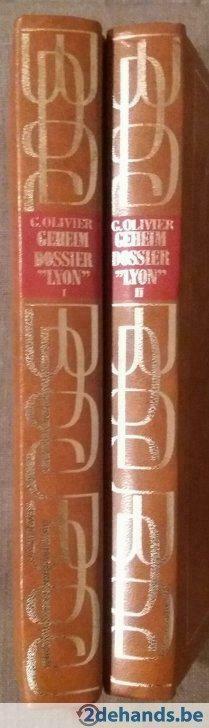 G.OLIVIER
GEHEIM
DOSSIER
"LYON"
I
G.OLIVIER
GEHEIM
DOSSIER
"LYON"
II
2dehands.be